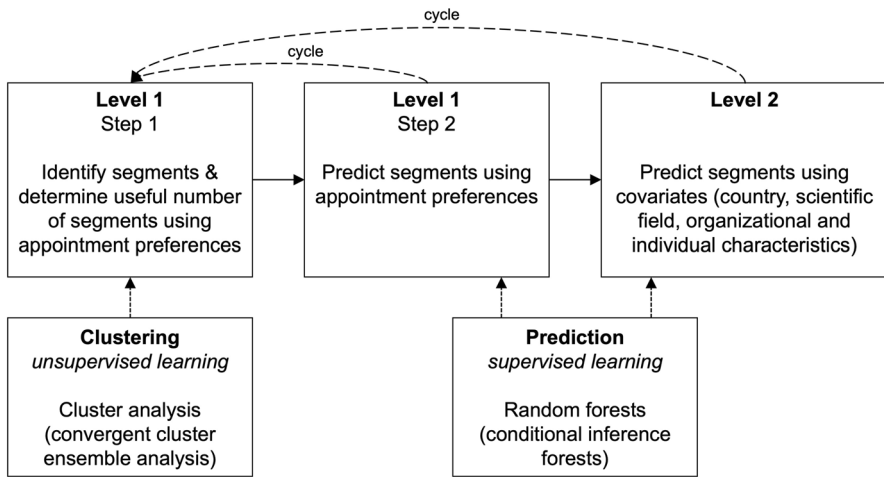 cycle
cycle
Level 1
Step 1
Identify segments &
determine useful number
of segments using
appointment preferences
Level 1
Step 2
Predict segments using
appointment preferences
Level 2
Predict segments using
covariates (country, scientific
field, organizational and
individual characteristics)
Clustering
unsupervised learning
Cluster analysis
(convergent cluster
ensemble analysis)
Prediction
supervised learning
Random forests
(conditional inference
forests)